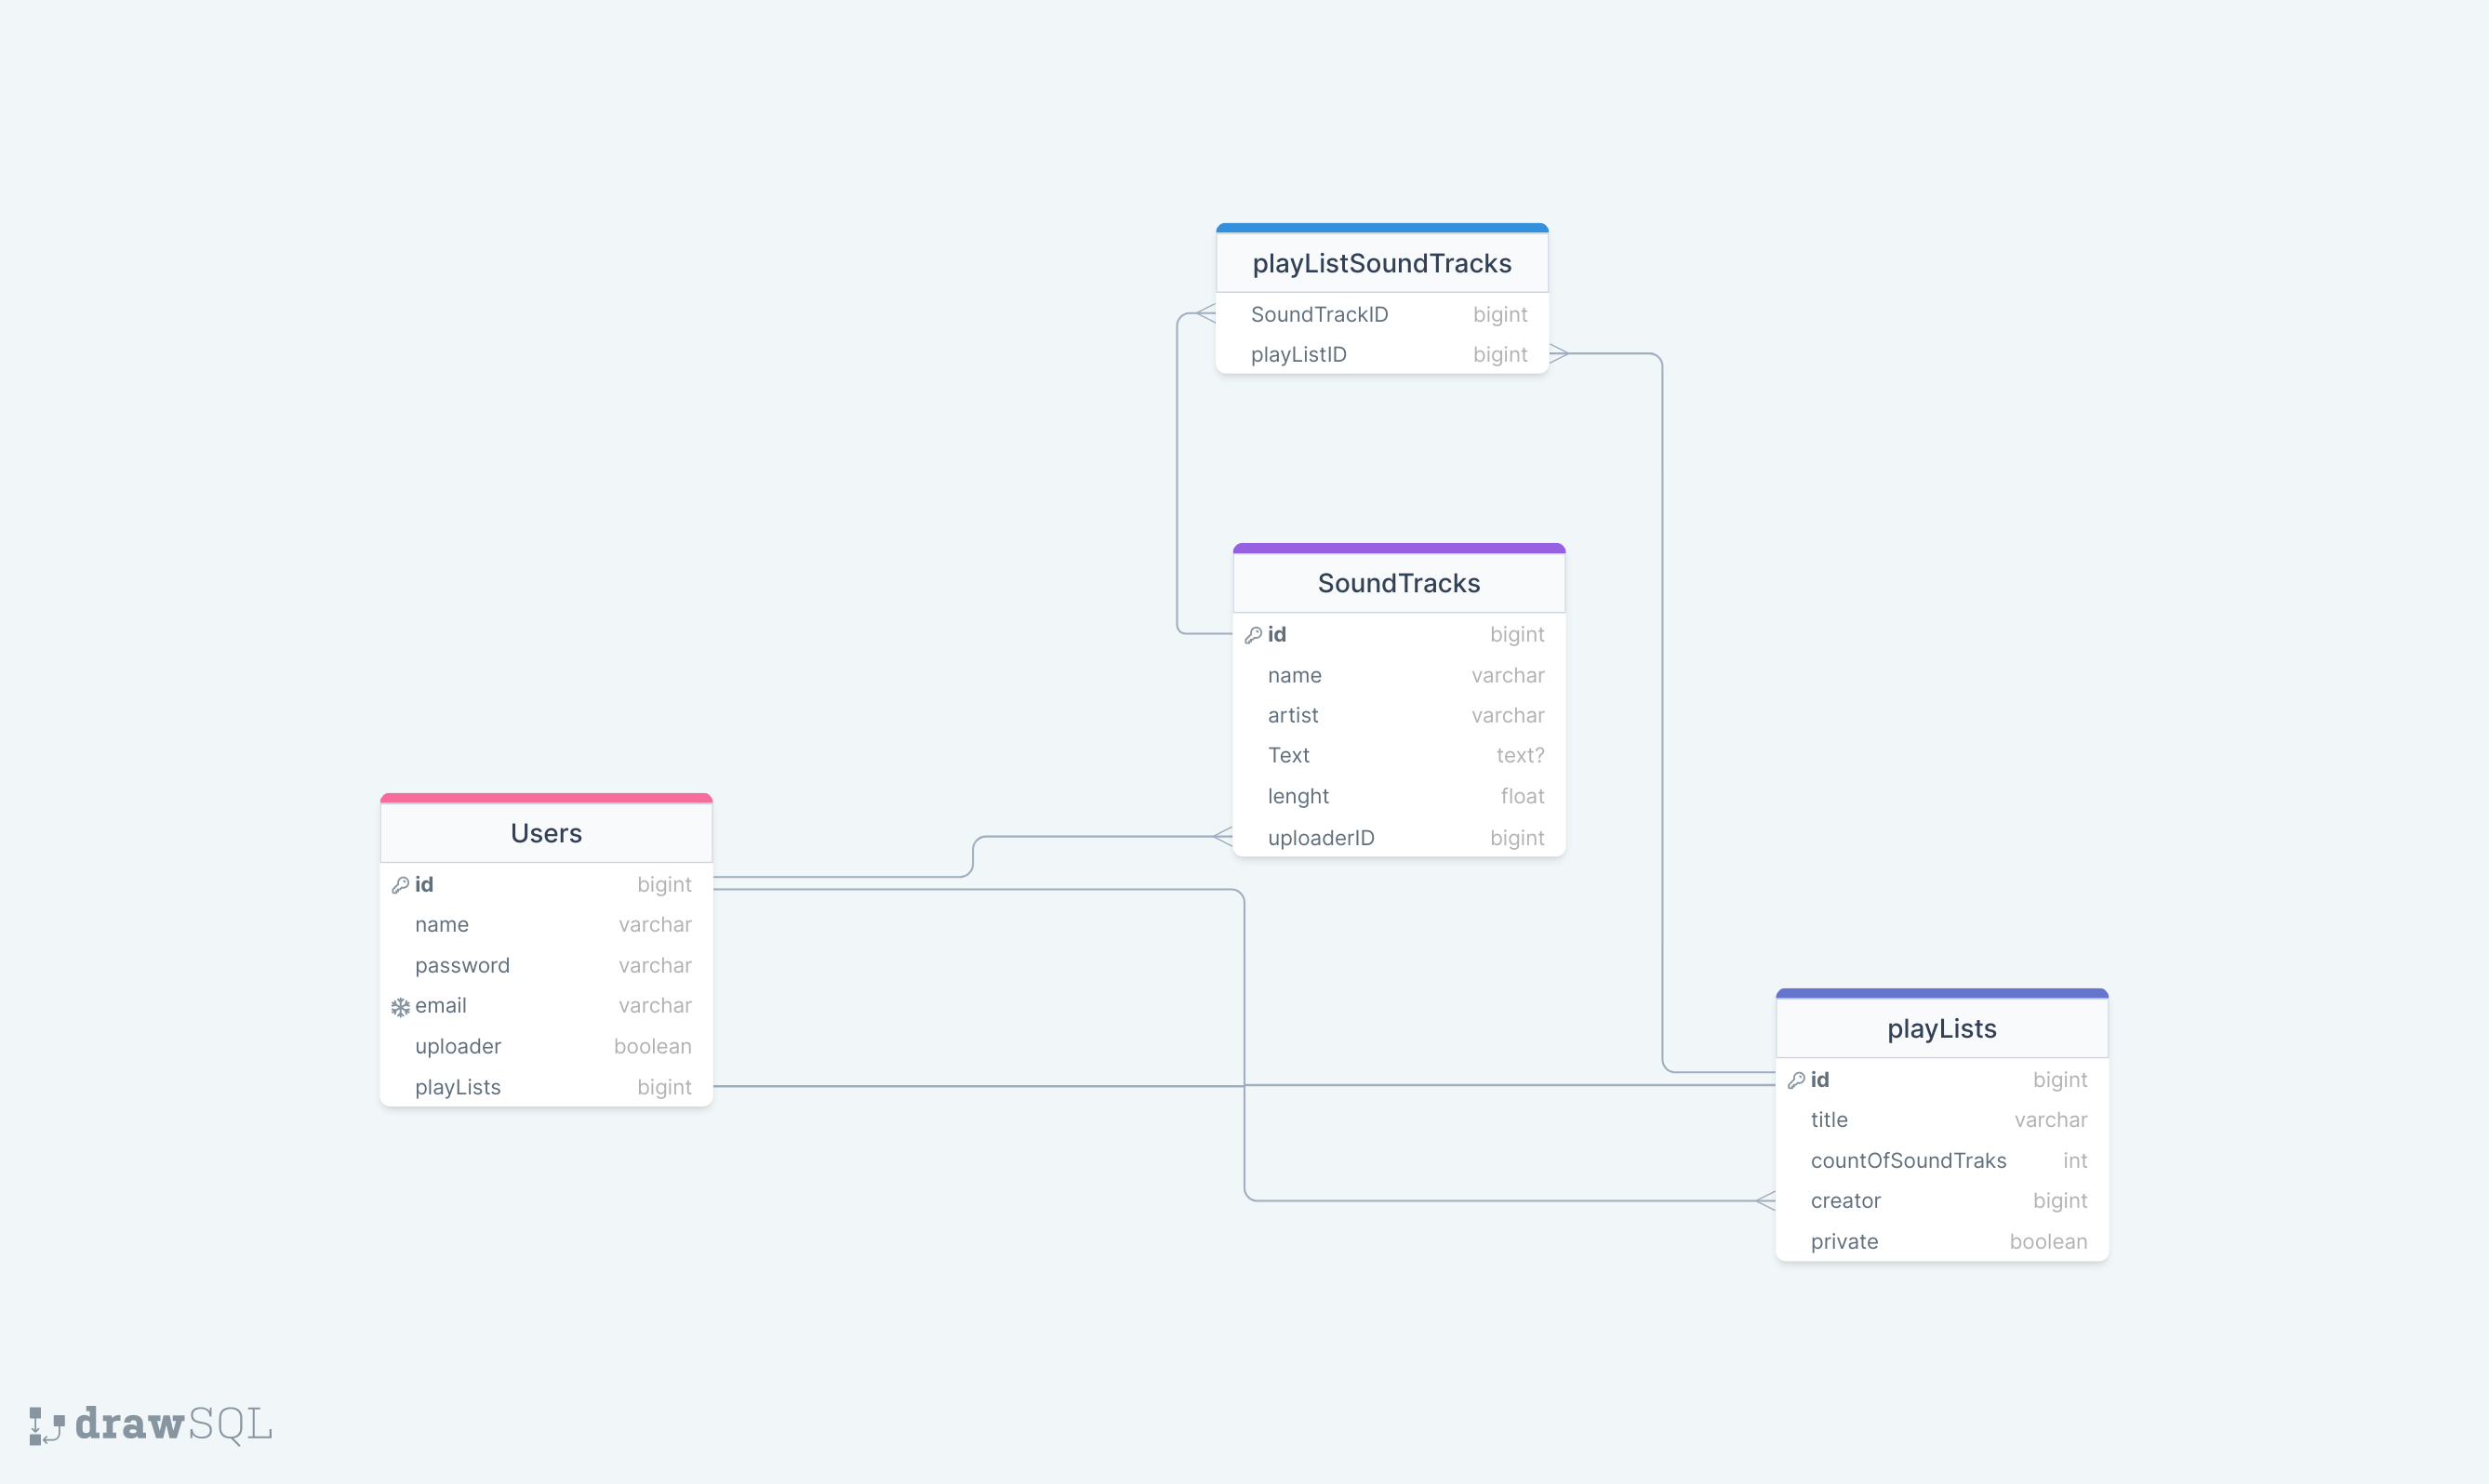 playListSoundTracks
SoundTrackID bigint
playListID bigint
SoundTracks
id bigint
name varchar
artist varchar
Text text?
lenght float
uploaderID bigint
Users
id bigint
name varchar
password varchar
email varchar
uploader boolean
playLists bigint
playLists
id bigint
title varchar
countOfSoundTraks int
creator bigint
private boolean
drawSQL